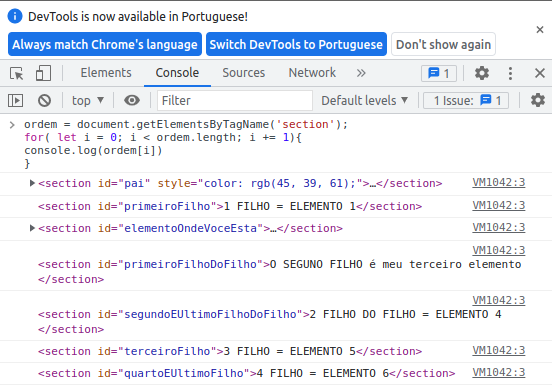 DevTools is now available in Portuguese!
Always match Chrome's language Switch DevTools to Portuguese Don't show again
Elements Console Sources Network » 1
top Filter Default levels 1 Issue: 1
ordem = document.getElementsByTagName('section');
for( let i = 0; i < ordem.length; i += 1){
console.log(ordem[i])
}
<section id="pai" style="color: rgb(45, 39, 61);">…</section> VM1042:3
<section id="primeiroFilho">1 FILHO = ELEMENTO 1</section> VM1042:3
<section id="elementoOndeVoceEsta">…</section> VM1042:3
VM1042:3
<section id="primeiroFilhoDoFilho">O SEGUNO FILHO é meu terceiro elemento
</section>
VM1042:3
<section id="segundoEUltimoFilhoDoFilho">2 FILHO DO FILHO = ELEMENTO 4
</section>
<section id="terceiroFilho">3 FILHO = ELEMENTO 5</section> VM1042:3
<section id="quartoEUltimoFilho">4 FILHO = ELEMENTO 6</section> VM1042:3